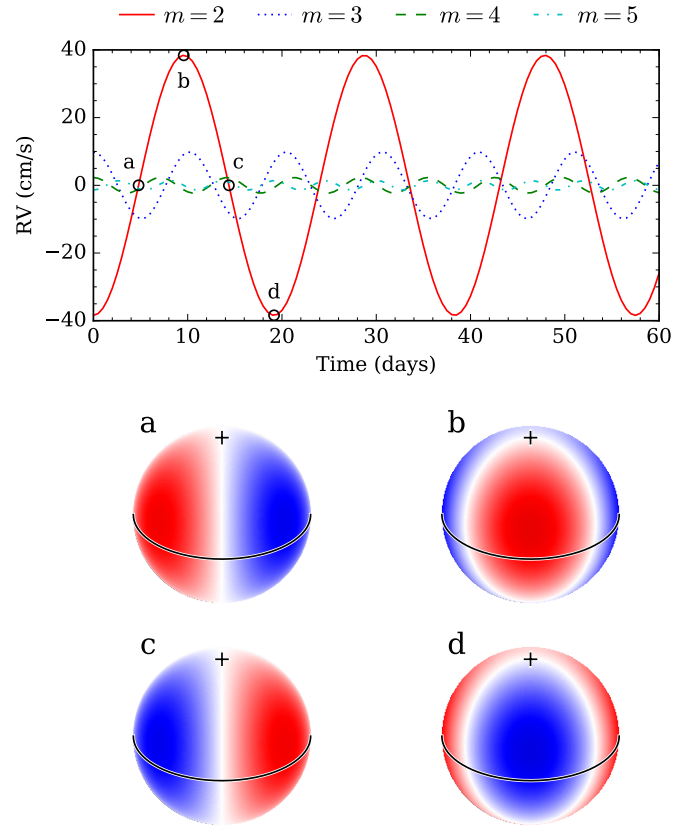 m = 2 m = 3 m = 4 m = 5
40
20
0
−20
−40
RV (cm/s)
a
b
c
d
0 10 20 30 40 50 60
Time (days)
a b
c d